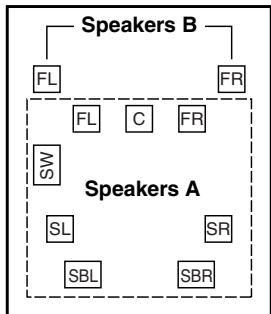 Speakers B
FL FR
FL C FR
SW
Speakers A
SL SR
SBL SBR